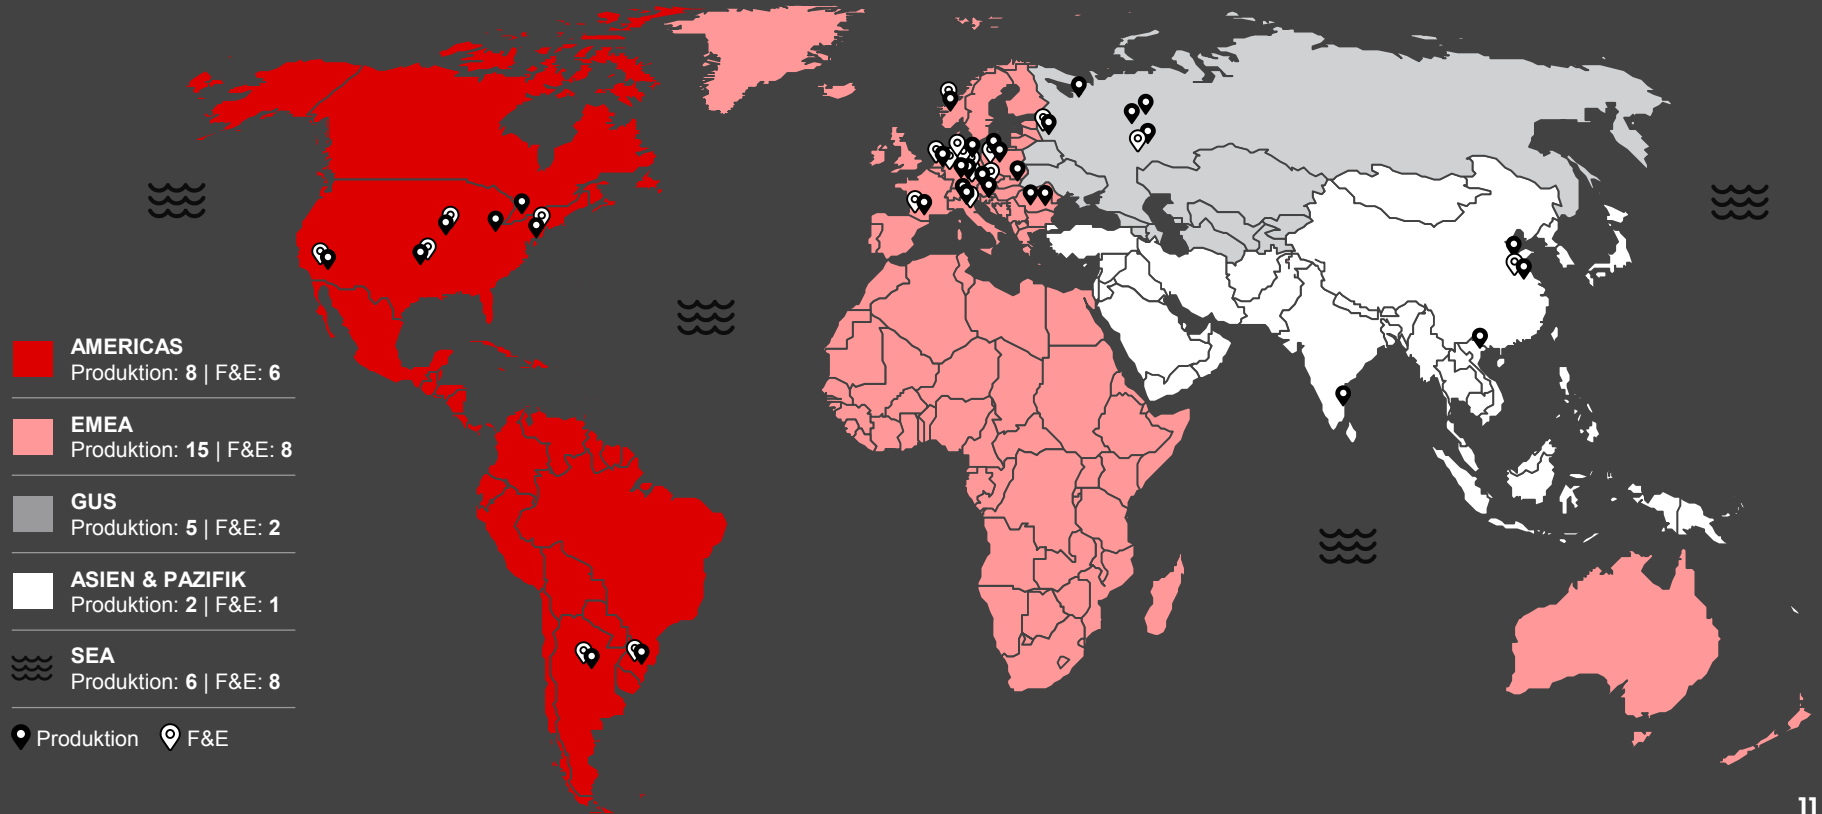 AMERICAS
Produktion: 8 | F&E: 6
EMEA
Produktion: 15 | F&E: 8
GUS
Produktion: 5 | F&E: 2
ASIEN & PAZIFIK
Produktion: 2 | F&E: 1
SEA
Produktion: 6 | F&E: 8
Produktion F&E
11